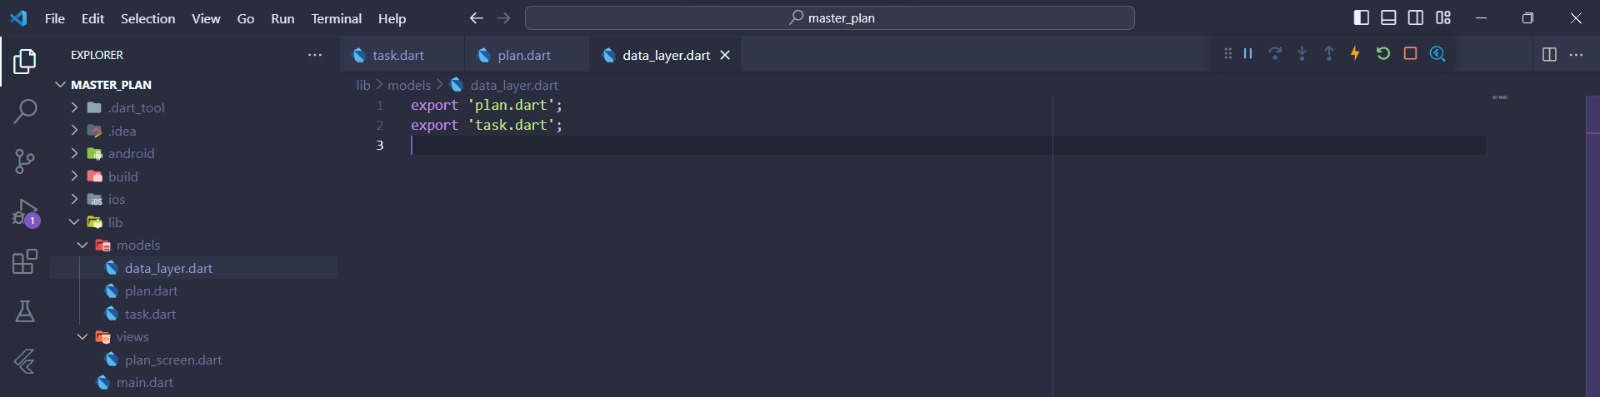 File Edit Selection View Go Run Terminal Help
master_plan
EXPLORER
MASTER_PLAN
.dart_tool
.idea
android
build
ios
lib
models
data_layer.dart
plan.dart
task.dart
views
plan_screen.dart
main.dart
1
task.dart plan.dart data_layer.dart
lib > models > data_layer.dart
1 export 'plan.dart';
2 export 'task.dart';
3